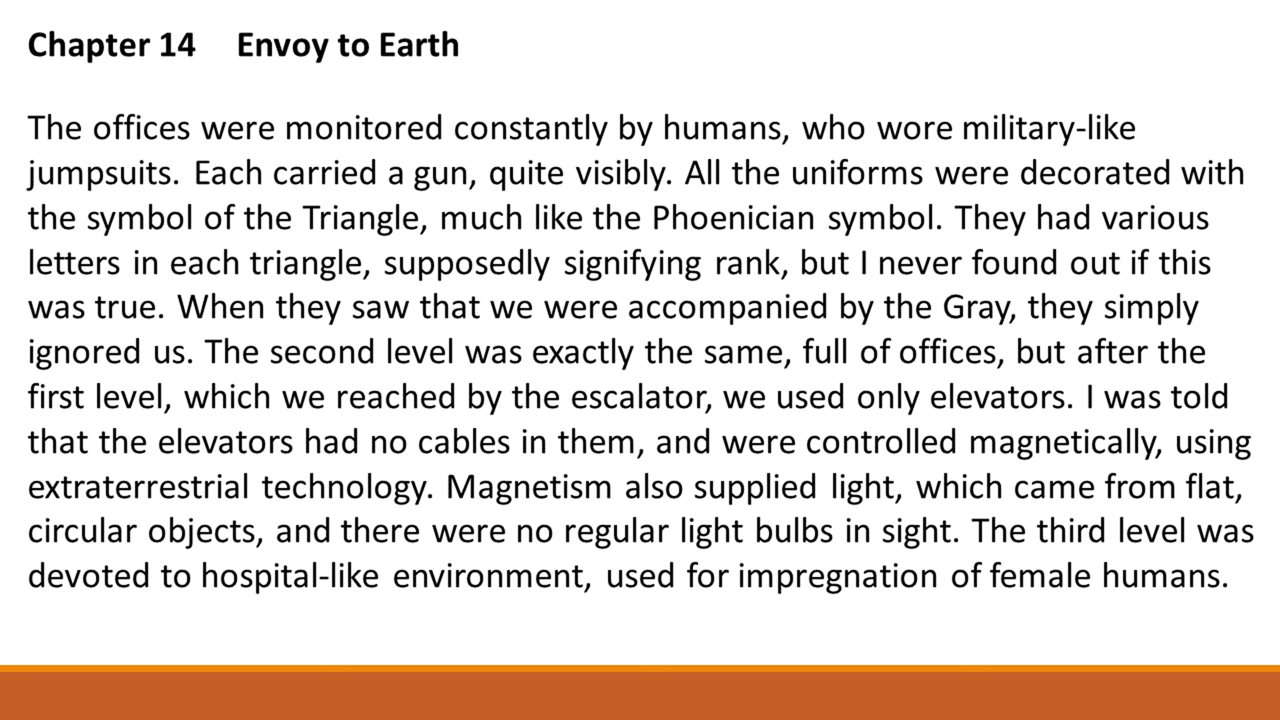 Chapter 14 Envoy to Earth
The offices were monitored constantly by humans, who wore military-like
jumpsuits. Each carried a gun, quite visibly. All the uniforms were decorated with
the symbol of the Triangle, much like the Phoenician symbol. They had various
letters in each triangle, supposedly signifying rank, but I never found out if this
was true. When they saw that we were accompanied by the Gray, they simply
ignored us. The second level was exactly the same, full of offices, but after the
first level, which we reached by the escalator, we used only elevators. I was told
that the elevators had no cables in them, and were controlled magnetically, using
extraterrestrial technology. Magnetism also supplied light, which came from flat,
circular objects, and there were no regular light bulbs in sight. The third level was
devoted to hospital-like environment, used for impregnation of female humans.